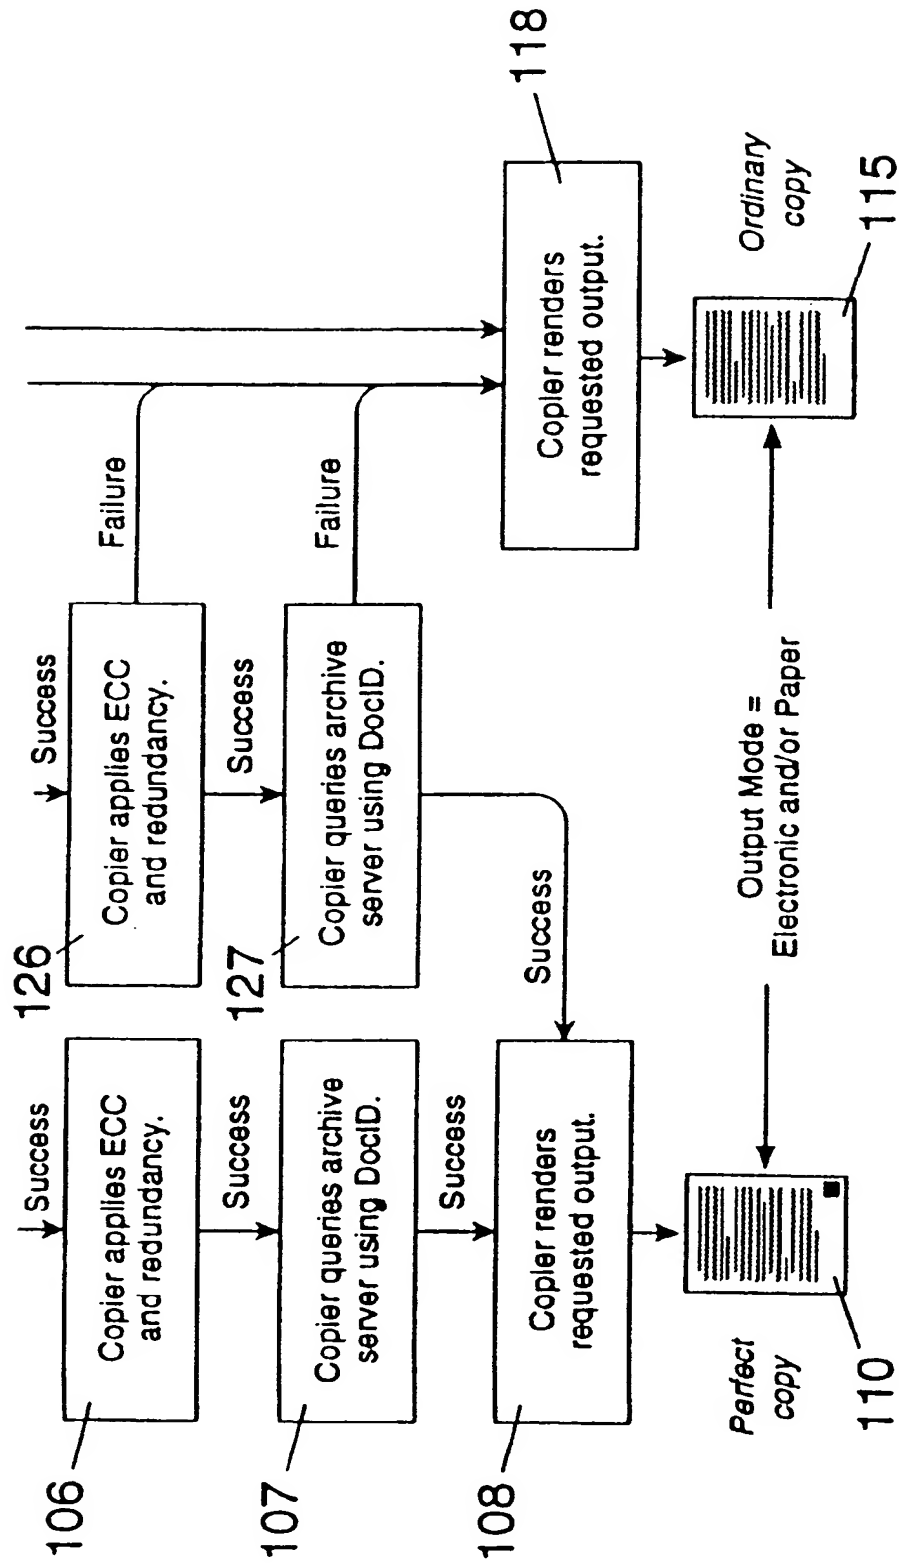 Success
106
Copier applies ECC
and redundancy.
Success
126
Copier applies ECC
and redundancy.
Failure
Success
Success
107
Copier queries archive
server using DocID.
127
Copier queries archive
server using DocID.
Failure
Success
Success
108
Copier renders
requested output.
118
Copier renders
requested output.
Perfect
copy
110
Output Mode =
Electronic and/or Paper
Ordinary
copy
115